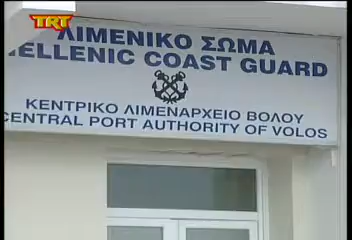 TRT
ΛΙΜΕΝΙΚΟ ΣΩΜΑ
HELLENIC COAST GUARD
ΚΕΝΤΡΙΚΟ ΛΙΜΕΝΑΡΧΕΙΟ ΒΟΛΟΥ
CENTRAL PORT AUTHORITY OF VOLOS